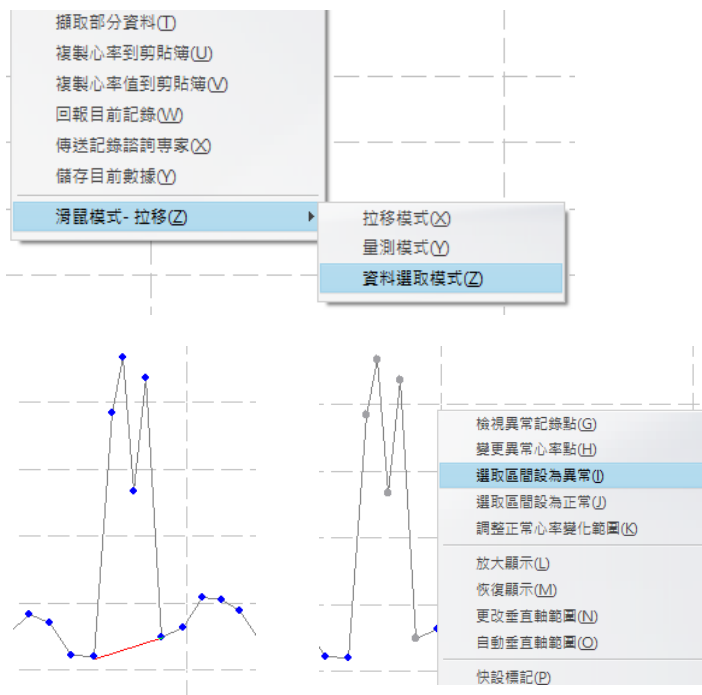 擷取部分資料(T)
複製心率到剪貼簿(U)
複製心率值到剪貼簿(V)
回報目前記錄(W)
傳送記錄諮詢專家(X)
儲存目前數據(Y)
滑鼠模式- 拉移(Z)
拉移模式(X)
量測模式(Y)
資料選取模式(Z)
檢視異常記錄點(G)
變更異常心率點(H)
選取區間設為異常(I)
選取區間設為正常(J)
調整正常心率變化範圍(K)
放大顯示(L)
恢復顯示(M)
更改垂直軸範圍(N)
自動垂直軸範圍(O)
快設標記(P)